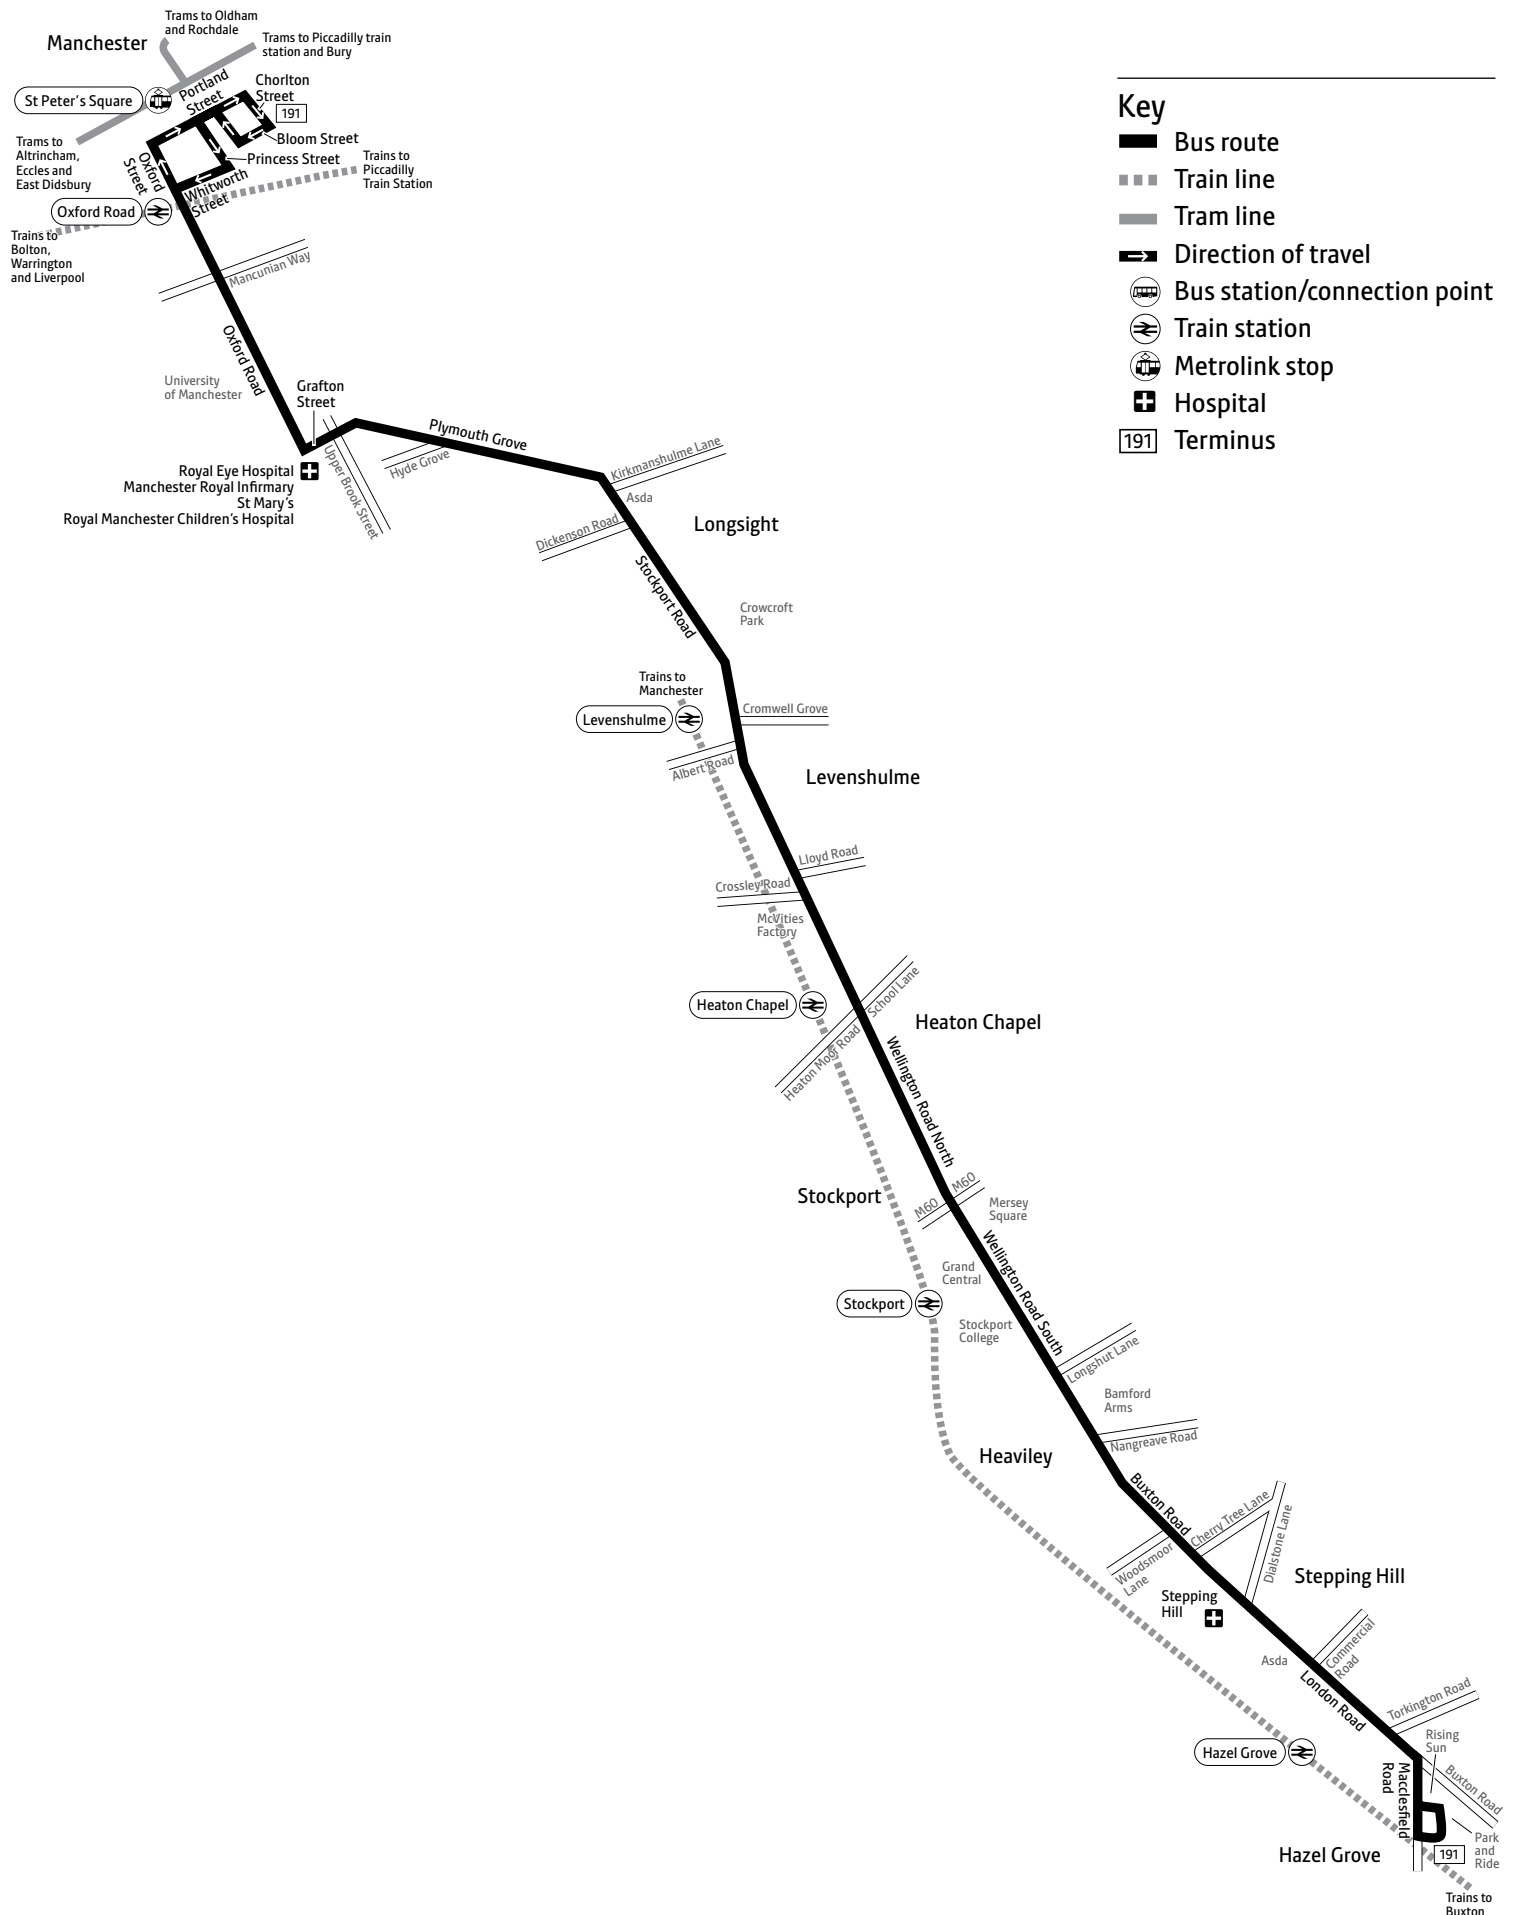 Trams to Oldham
and Rochdale
Manchester
Trams to Piccadilly train
station and Bury
Portland
Street
Chorlton
Street
St Peter's Square
191
Trams to
Altrincham,
Eccles and
East Didsbury
Bloom Street
Princess Street
Oxford
Street
Trains to
Piccadilly
Train Station
Whitworth
Street
Oxford Road
Trains to
Bolton,
Warrington
and Liverpool
Mancunian Way
Oxford Road
University
of Manchester
Grafton
Street
Plymouth Grove
Hyde Grove
Upper Brook Street
Royal Eye Hospital
Manchester Royal Infirmary
St Mary's
Royal Manchester Children's Hospital
Kirkmanshulme Lane
Asda
Dickenson Road
Longsight
Stockport Road
Crowcroft
Park
Trains to
Manchester
Levenshulme
Cromwell Grove
Albert Road
Levenshulme
Lloyd Road
Crossley Road
McVities
Factory
School Lane
Heaton Chapel
Heaton Chapel
Heaton Moor Road
Wellington Road North
Stockport
M60
M60
Mersey
Square
Wellington Road South
Grand
Central
Stockport
Stockport
College
Longshut Lane
Bamford
Arms
Nangreave Road
Heaviley
Buxton Road
Cherry Tree Lane
Dialstone Lane
Woodsmoor
Lane
Stepping Hill
Stepping
Hill
Commercial
Road
Asda
London Road
Torkington Road
Rising
Sun
Hazel Grove
Macclesfield
Road
Buxton Road
Park
and
Ride
Hazel Grove
191
Trains to
Buxton
Key
Bus route
Train line
Tram line
Direction of travel
Bus station/connection point
Train station
Metrolink stop
Hospital
191 Terminus